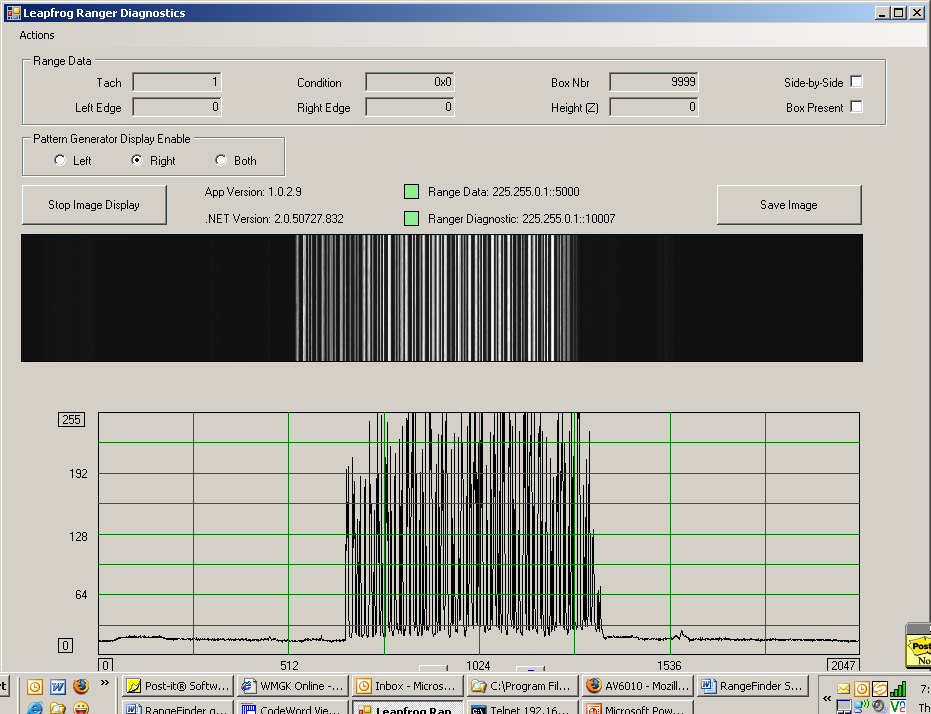 Leapfrog Ranger Diagnostics
Actions
Range Data
Tach 1 Condition 0x0 Box Nbr 9999 Side-by-Side
Left Edge 0 Right Edge 0 Height (Z) 0 Box Present
Pattern Generator Display Enable
Left Right Both
Stop Image Display App Version: 1.0.2.9 Range Data: 225.255.0.1::5000 Save Image
.NET Version: 2.0.50727.832 Ranger Diagnostic: 225.255.0.1::10007
255
192
128
64
0
0 512 1024 1536 2047
Post-it® Softw... WMGK Online -... Inbox - Micros... C:\Program Fil... AV6010 - Mozill... RangeFinder S...
RangeFinder g... CodeWord Vie... Leapfrog Ran Telnet 192.16... Microsoft Pow...